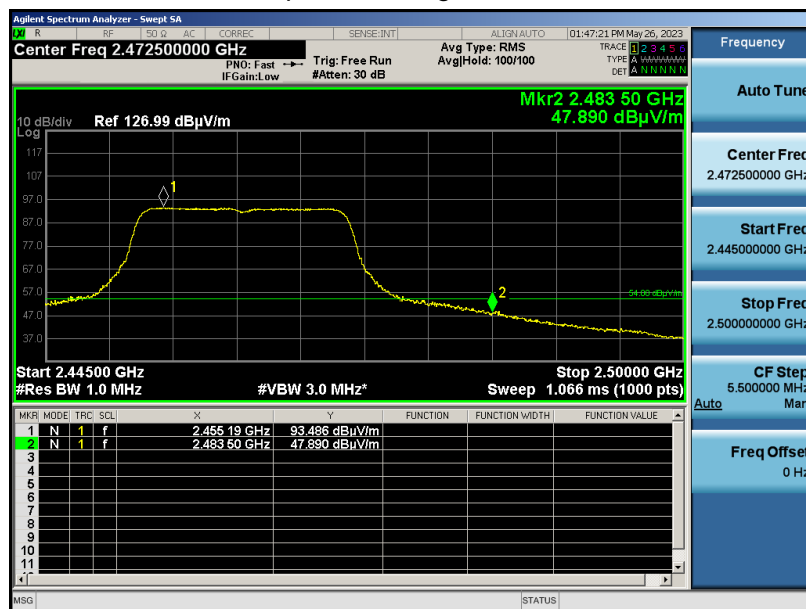 Agilent Spectrum Analyzer - Swept SA
LXI R RF 50 Ω AC CORREC SENSE:INT ALIGN AUTO 01:47:21 PM May 26, 2023
Center Freq 2.472500000 GHz
PNO: Fast
IFGain:Low
Trig: Free Run
#Atten: 30 dB
Avg Type: RMS
Avg|Hold: 100/100
TRACE 1 2 3 4 5 6
TYPE A WWWWW
DET A N N N N N
Mkr2 2.483 50 GHz
47.890 dBµV/m
10 dB/div Ref 126.99 dBµV/m
Log
117
107
97.0
87.0
77.0
67.0
57.0
47.0
37.0
1
2
54.00 dBµV/m
Start 2.44500 GHz Stop 2.50000 GHz
#Res BW 1.0 MHz #VBW 3.0 MHz* Sweep 1.066 ms (1000 pts)
MKR MODE TRC SCL X Y FUNCTION FUNCTION WIDTH FUNCTION VALUE
1 N 1 f 2.455 19 GHz 93.486 dBµV/m
2 N 1 f 2.483 50 GHz 47.890 dBµV/m
3
4
5
6
7
8
9
10
11
MSG STATUS
Frequency
Auto Tune
Center Freq
2.472500000 GHz
Start Freq
2.445000000 GHz
Stop Freq
2.500000000 GHz
CF Step
5.500000 MHz
Auto Man
Freq Offset
0 Hz